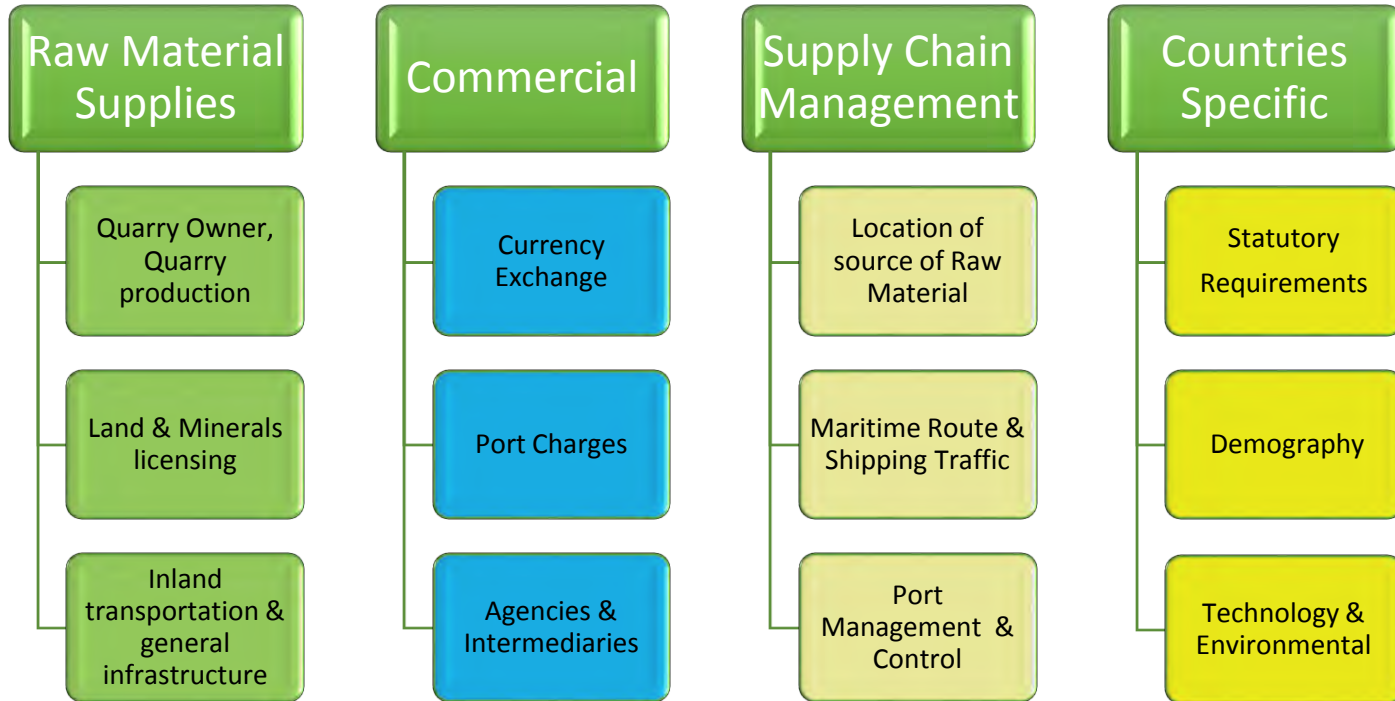 Raw Material
Supplies
Quarry Owner,
Quarry
production
Land & Minerals
licensing
Inland
transportation &
general
infrastructure
Commercial
Currency
Exchange
Port Charges
Agencies &
Intermediaries
Supply Chain
Management
Location of
source of Raw
Material
Maritime Route &
Shipping Traffic
Port
Management &
Control
Countries
Specific
Statutory
Requirements
Demography
Technology &
Environmental